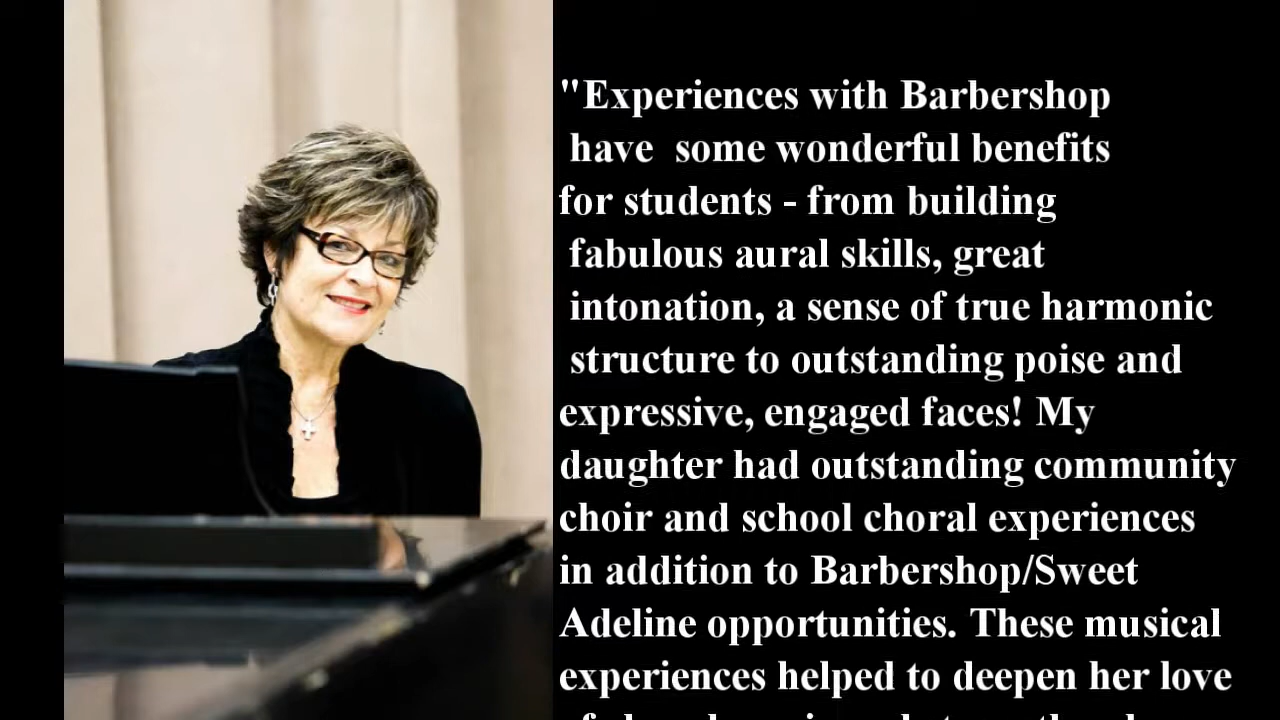 "Experiences with Barbershop
have some wonderful benefits
for students - from building
fabulous aural skills, great
intonation, a sense of true harmonic
structure to outstanding poise and
expressive, engaged faces! My
daughter had outstanding community
choir and school choral experiences
in addition to Barbershop/Sweet
Adeline opportunities. These musical
experiences helped to deepen her love